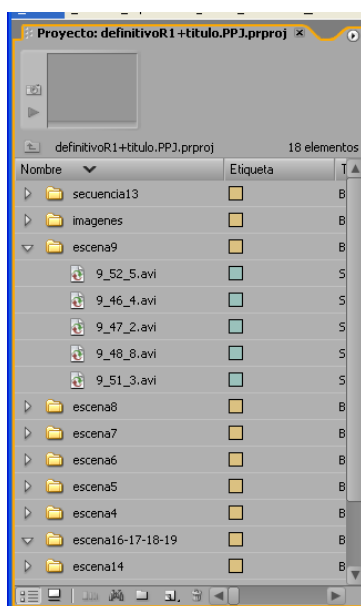 Proyecto: definitivoR1+titulo.PPJ.prproj
definitivoR1+titulo.PPJ.prproj 18 elementos
Nombre Etiqueta T
secuencia13 B
imagenes B
escena9 B
9_52_5.avi S
9_46_4.avi S
9_47_2.avi S
9_48_8.avi S
9_51_3.avi S
escena8 B
escena7 B
escena6 B
escena5 B
escena4 B
escena16-17-18-19 B
escena14 B